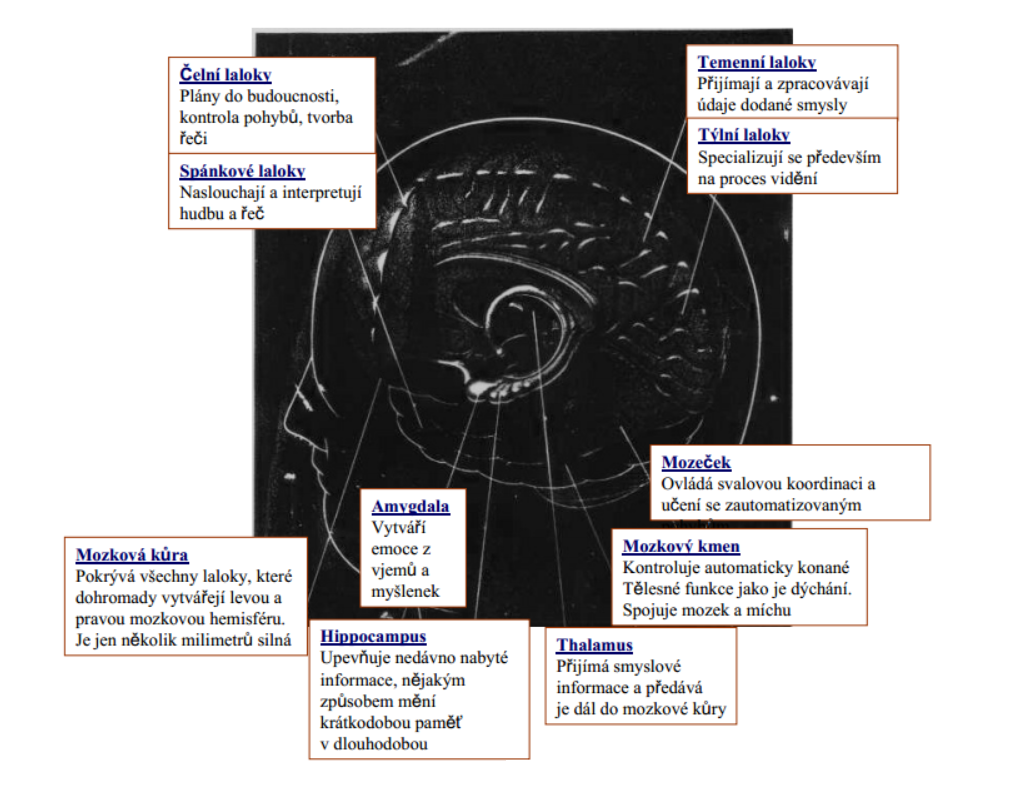 Čelní laloky
Plány do budoucnosti,
kontrola pohybů, tvorba
řeči
Spánkové laloky
Naslouchají a interpretují
hudbu a řeč
Temenní laloky
Přijímají a zpracovávají
údaje dodané smysly
Týlní laloky
Specializují se především
na proces vidění
Mozeček
Ovládá svalovou koordinaci a
učení se zautomatizovaným
Mozkový kmen
Kontroluje automaticky konané
Tělesné funkce jako je dýchání.
Spojuje mozek a míchu
Amygdala
Vytváří
emoce z
vjemů a
myšlenek
Mozková kůra
Pokrývá všechny laloky, které
dohromady vytvářejí levou a
pravou mozkovou hemisféru.
Je jen několik milimetrů silná
Hippocampus
Upevňuje nedávno nabyté
informace, nějakým
způsobem mění
krátkodobou paměť
v dlouhodobou
Thalamus
Přijímá smyslové
informace a předává
je dál do mozkové kůry